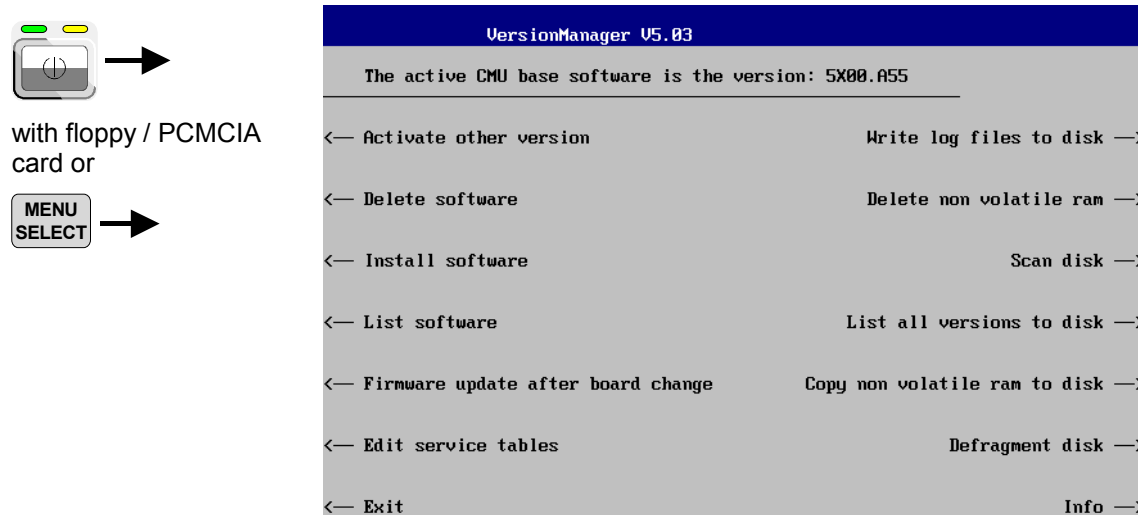 with floppy / PCMCIA
card or
MENU
SELECT
VersionManager V5.03
The active CMU base software is the version: 5X00.A55
<— Activate other version Write log files to disk —>
<— Delete software Delete non volatile ram —>
<— Install software Scan disk —>
<— List software List all versions to disk —>
<— Firmware update after board change Copy non volatile ram to disk —>
<— Edit service tables Defragment disk —>
<— Exit Info —>